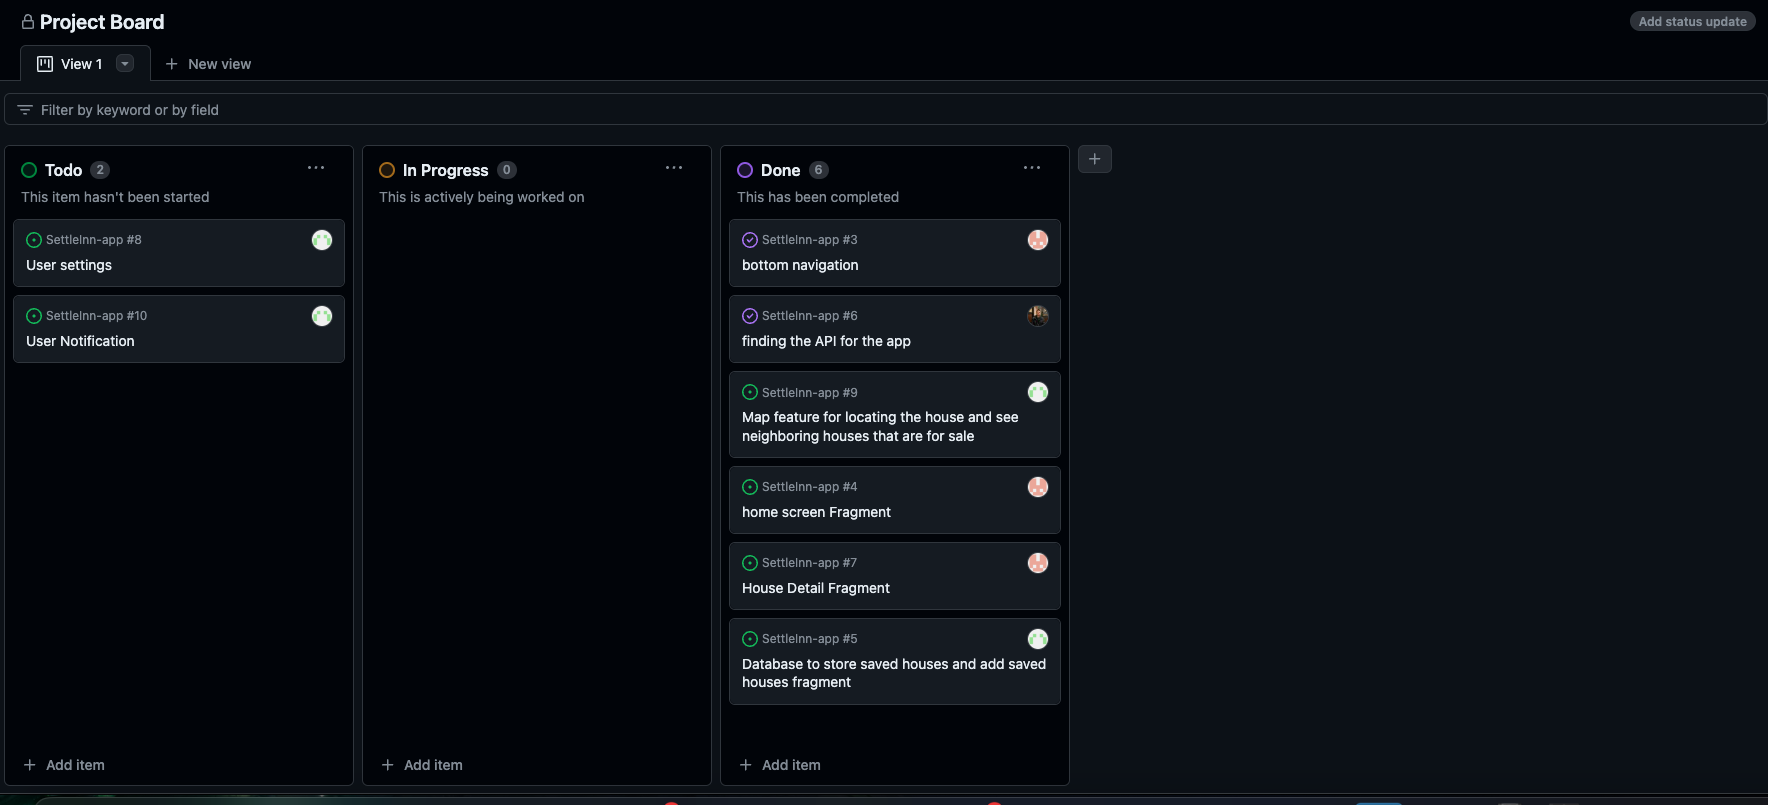 Project Board
Add status update
View 1
New view
Filter by keyword or by field
Todo 2
This item hasn't been started
SettleInn-app #8
User settings
SettleInn-app #10
User Notification
Add item
In Progress 0
This is actively being worked on
Add item
Done 6
This has been completed
SettleInn-app #3
bottom navigation
SettleInn-app #6
finding the API for the app
SettleInn-app #9
Map feature for locating the house and see
neighboring houses that are for sale
SettleInn-app #4
home screen Fragment
SettleInn-app #7
House Detail Fragment
SettleInn-app #5
Database to store saved houses and add saved
houses fragment
Add item